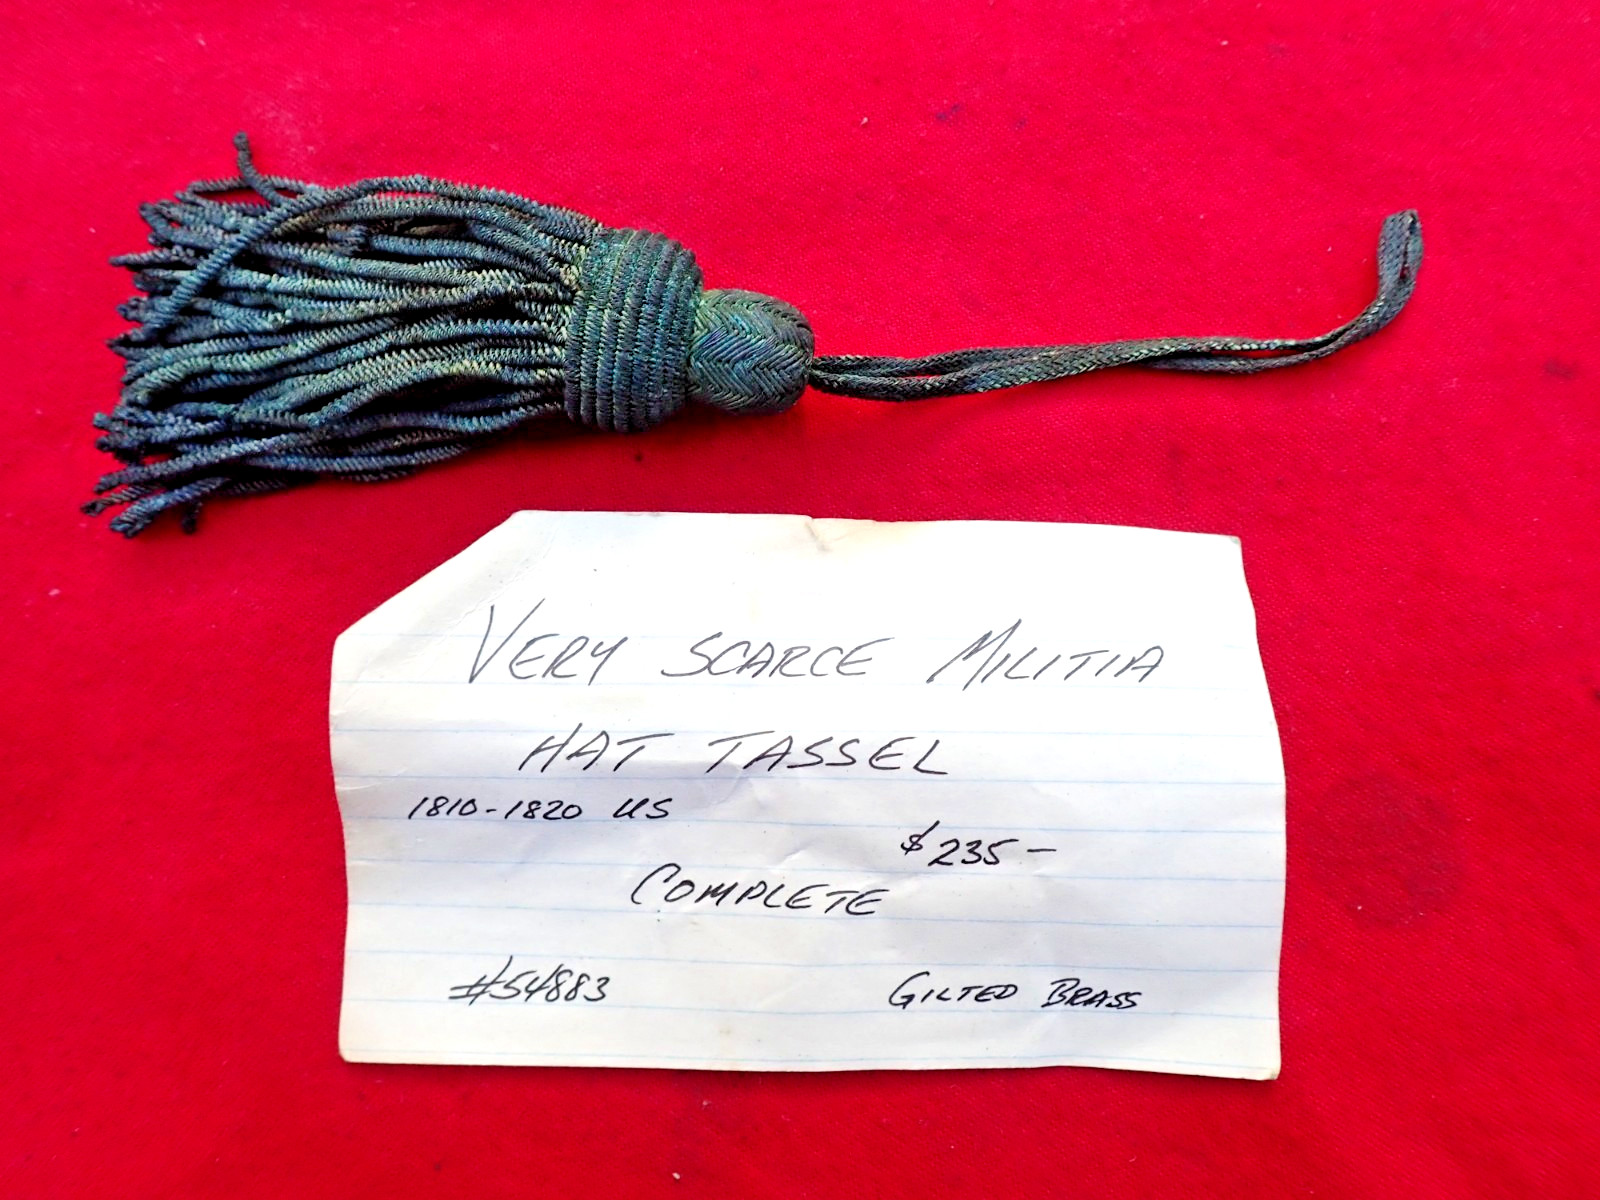 VERY SCARCE MILITIA
HAT TASSEL
1810-1820 US
$235-
COMPLETE
#54883 GILTED BRASS